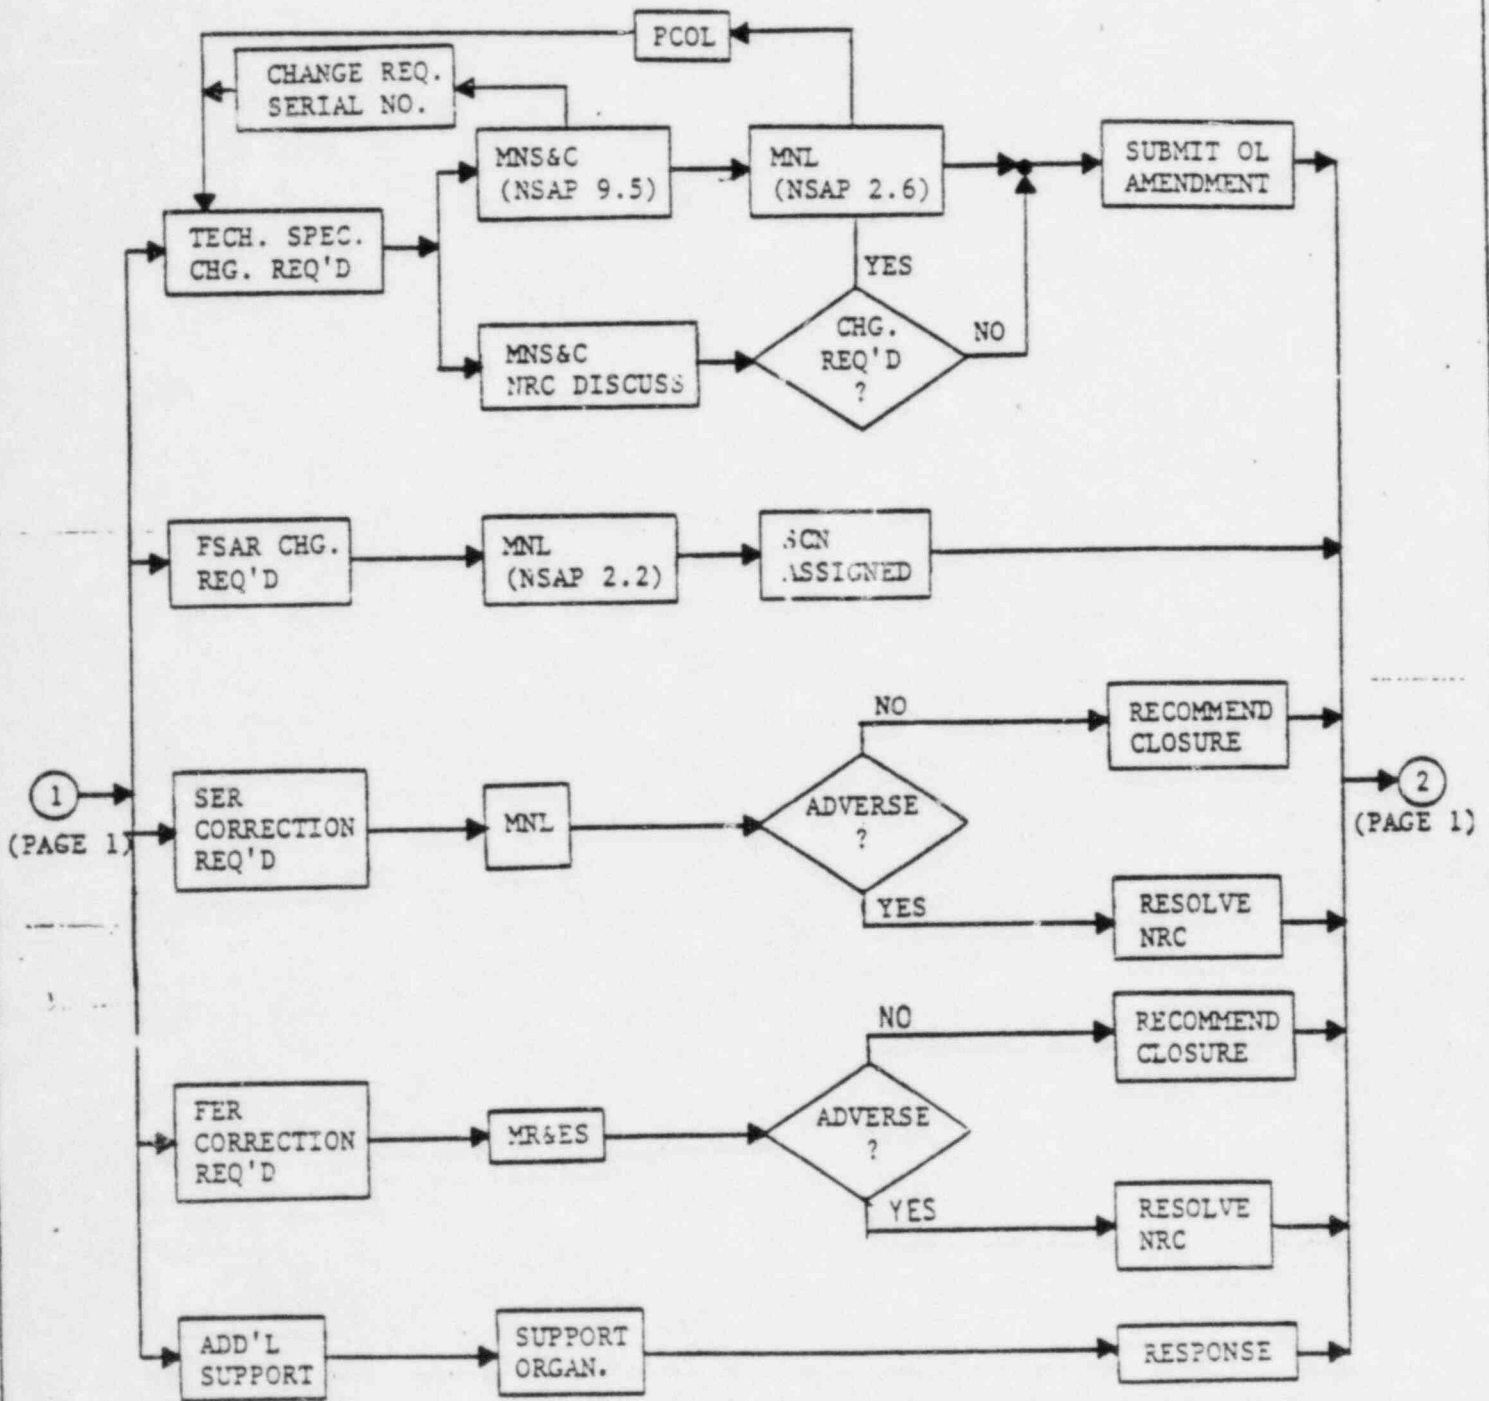 PCOL
CHANGE REQ.
SERIAL NO.
MNS&C
(NSAP 9.5)
MNL
(NSAP 2.6)
SUBMIT OL
AMENDMENT
TECH. SPEC.
CHG. REQ'D
YES
MNS&C
NRC DISCUSS
CHG.
REQ'D
?
NO
FSAR CHG.
REQ'D
MNL
(NSAP 2.2)
SCN
ASSIGNED
1
(PAGE 1)
SER
CORRECTION
REQ'D
MNL
ADVERSE
?
NO
RECOMMEND
CLOSURE
YES
RESOLVE
NRC
2
(PAGE 1)
FER
CORRECTION
REQ'D
MR&ES
ADVERSE
?
NO
RECOMMEND
CLOSURE
YES
RESOLVE
NRC
ADD'L
SUPPORT
SUPPORT
ORGAN.
RESPONSE